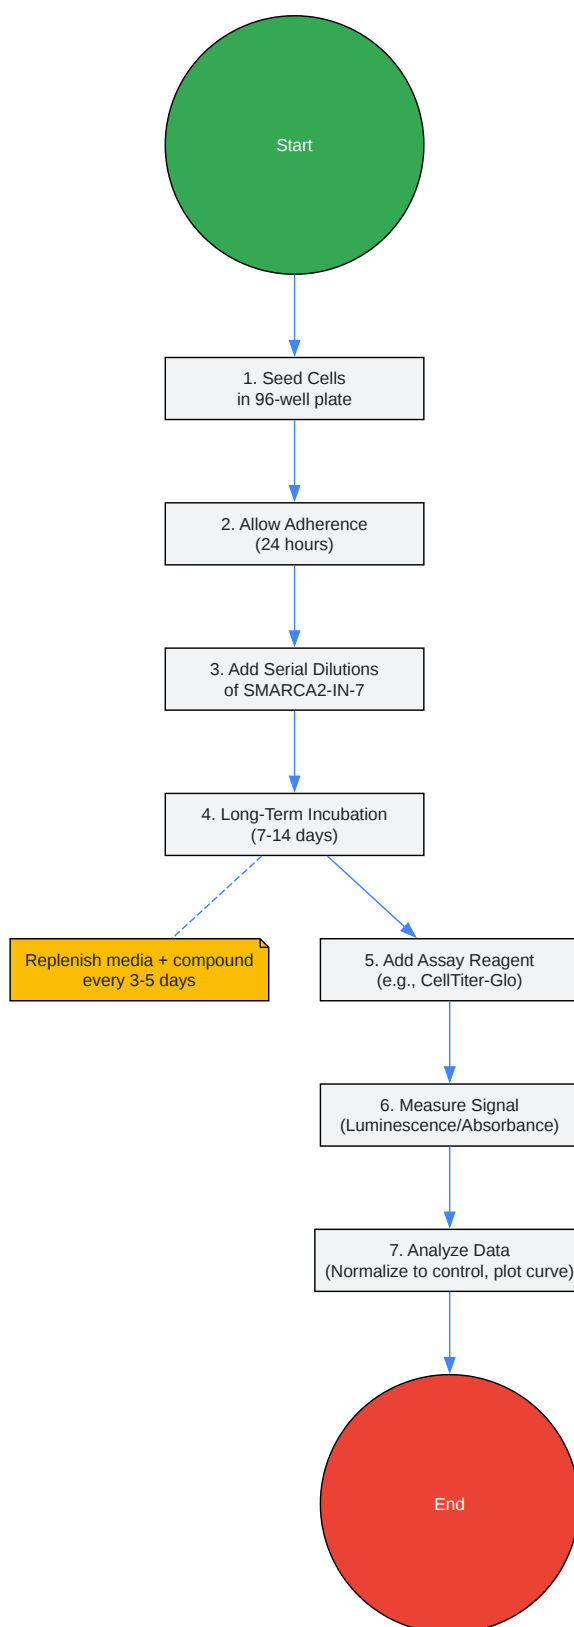 Start
1. Seed Cells
in 96-well plate
2. Allow Adherence
(24 hours)
3. Add Serial Dilutions
of SMARCA2-IN-7
4. Long-Term Incubation
(7-14 days)
Replenish media + compound
every 3-5 days
5. Add Assay Reagent
(e.g., CellTiter-Glo)
6. Measure Signal
(Luminescence/Absorbance)
7. Analyze Data
(Normalize to control, plot curve)
End